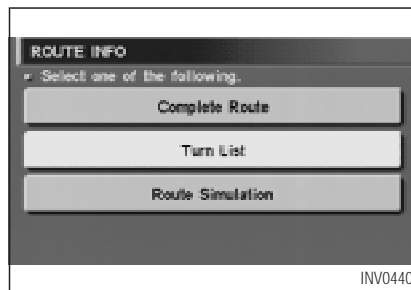 ROUTE INFO
Select one of the following.
Complete Route
Turn List
Route Simulation
INV0440